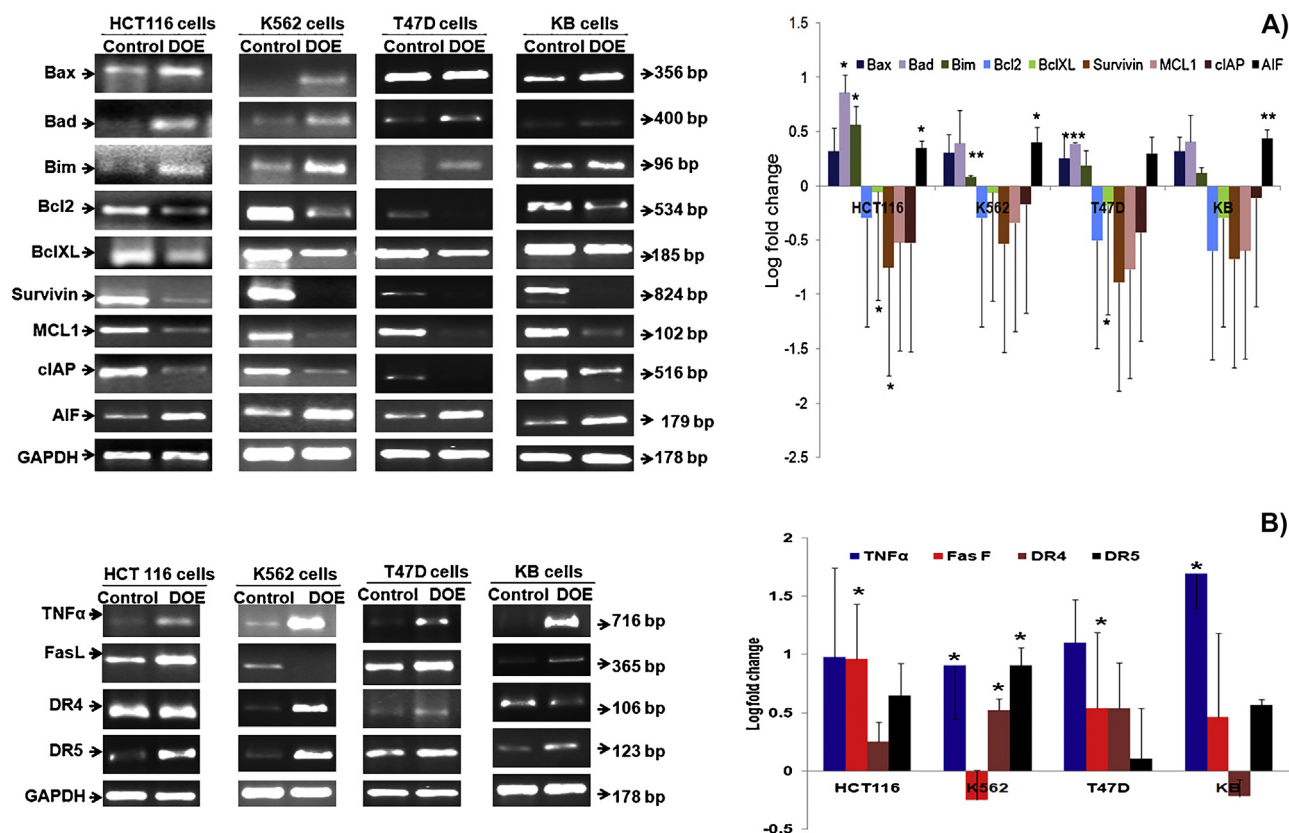 HCT116 cells K562 cells T47D cells KB cells
Control DOE Control DOE Control DOE Control DOE
Bax 356 bp
Bad 400 bp
Bim 96 bp
Bcl2 534 bp
BclXL 185 bp
Survivin 824 bp
MCL1 102 bp
cIAP 516 bp
AIF 179 bp
GAPDH 178 bp
A)
1.5
Bax Bad Bim Bcl2 BclXL Survivin MCL1 cIAP AIF
1
0.5
0
-0.5
-1
-1.5
-2
-2.5
Log fold change
* * * ** * *** * **
HCT116 K562 T47D KB
* * *
HCT 116 cells K562 cells T47D cells KB cells
Control DOE Control DOE Control DOE Control DOE
TNFα 716 bp
FasL 365 bp
DR4 106 bp
DR5 123 bp
GAPDH 178 bp
B)
2
TNFα Fas F DR4 DR5
1.5
1
0.5
0
-0.5
Logfold change
* * * * * *
HCT116 K562 T47D KB